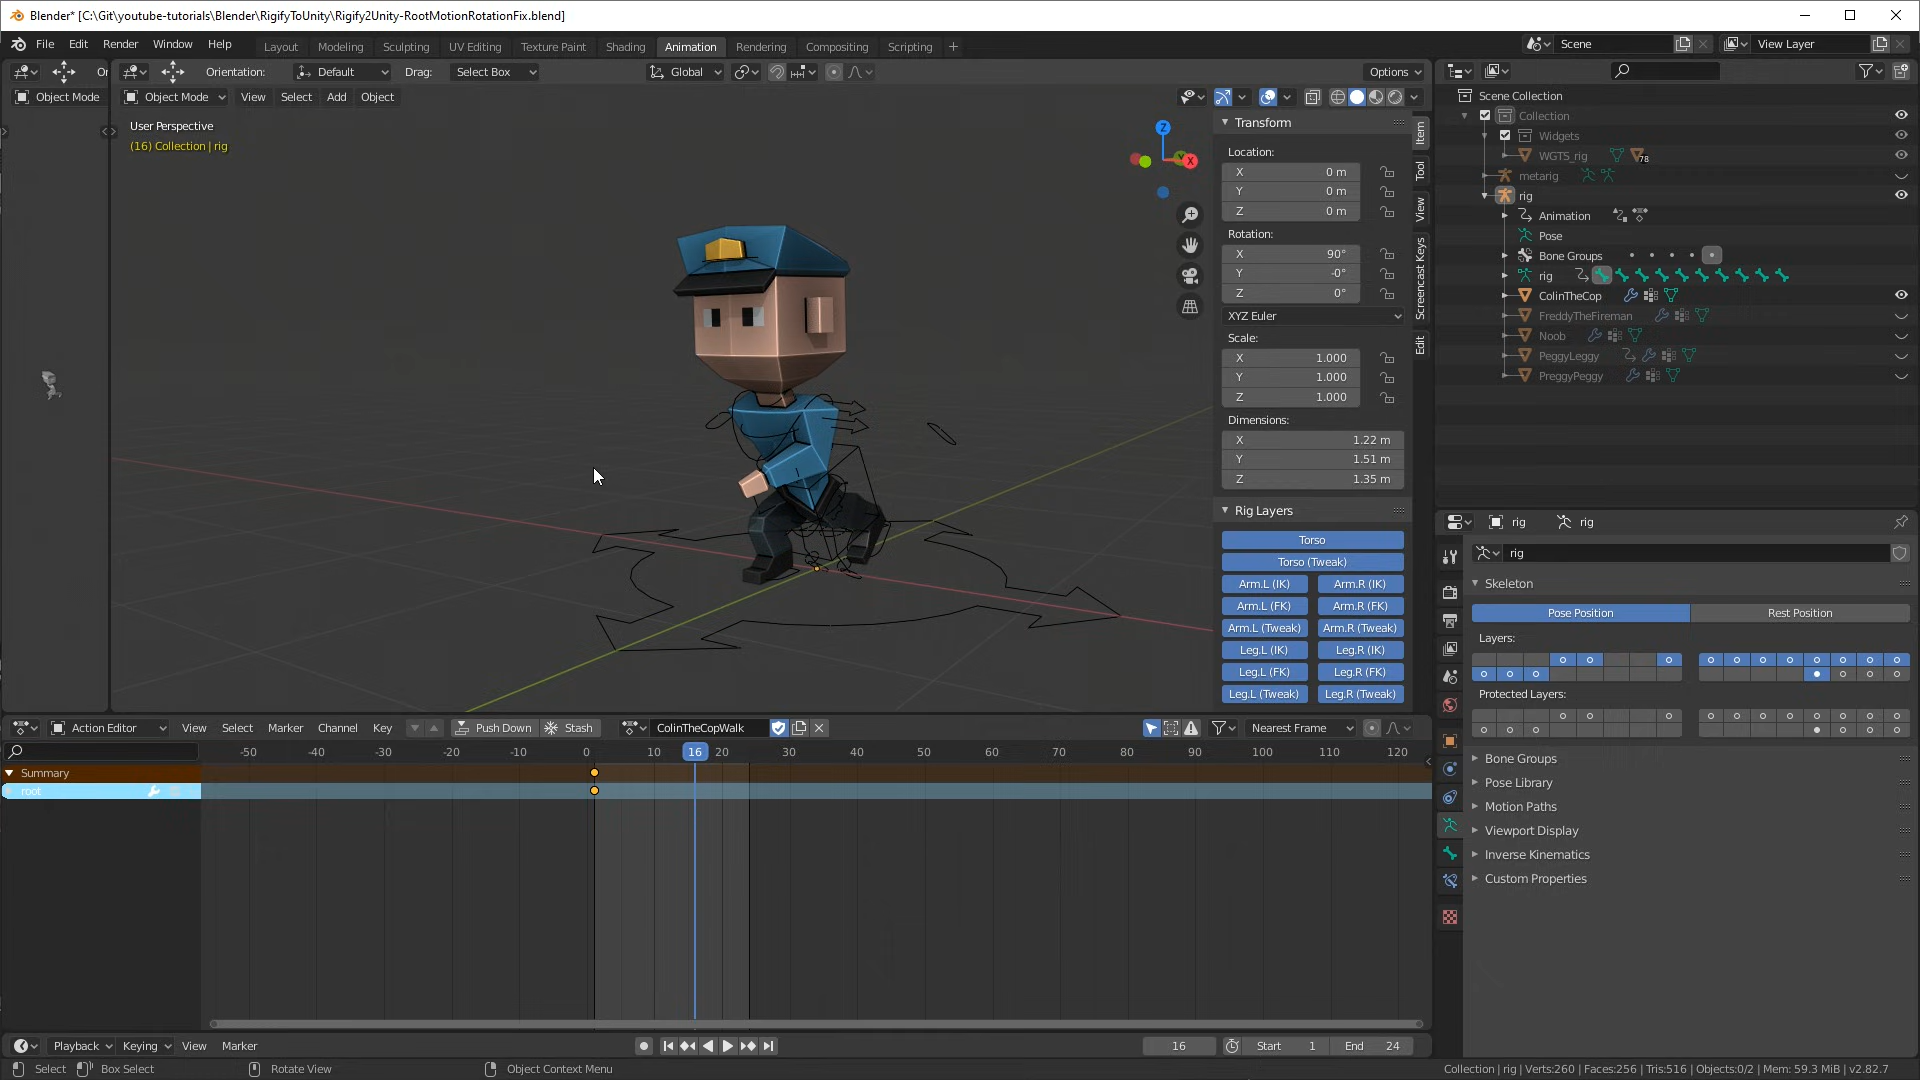 Blender* [C:\Git\youtube-tutorials\Blender\RigifyToUnity\Rigify2Unity-RootMotionRotationFix.blend]
File Edit Render Window Help Layout Modeling Sculpting UV Editing Texture Paint Shading Animation Rendering Compositing Scripting + Scene View Layer
Or Orientation: Default Drag: Select Box Global Options
Object Mode Object Mode View Select Add Object
User Perspective
(16) Collection | rig
Z
X
Transform
Location:
X 0 m
Y 0 m
Z 0 m
Rotation:
X 90°
Y -0°
Z 0°
XYZ Euler
Scale:
X 1.000
Y 1.000
Z 1.000
Dimensions:
X 1.22 m
Y 1.51 m
Z 1.35 m
Rig Layers
Torso
Torso (Tweak)
Arm.L (IK) Arm.R (IK)
Arm.L (FK) Arm.R (FK)
Arm.L (Tweak) Arm.R (Tweak)
Leg.L (IK) Leg.R (IK)
Leg.L (FK) Leg.R (FK)
Leg.L (Tweak) Leg.R (Tweak)
Item
Tool
View
Screencast Keys
Edit
Scene Collection
Collection
Widgets
WGTS_rig 78
metarig
rig
Animation
Pose
Bone Groups
rig
ColinTheCop
FreddyTheFireman
Noob
PeggyLeggy
PreggyPeggy
rig rig
rig
Skeleton
Pose Position Rest Position
Layers:
Protected Layers:
Bone Groups
Pose Library
Motion Paths
Viewport Display
Inverse Kinematics
Custom Properties
Action Editor View Select Marker Channel Key Push Down Stash ColinTheCopWalk Nearest Frame
-50 -40 -30 -20 -10 0 10 16 20 30 40 50 60 70 80 90 100 110 120
Summary
root
Playback Keying View Marker 16 Start 1 End 24
Select Box Select Rotate View Object Context Menu Collection | rig | Verts:260 | Faces:256 | Tris:516 | Objects:0/2 | Mem: 59.3 MiB | v2.82.7